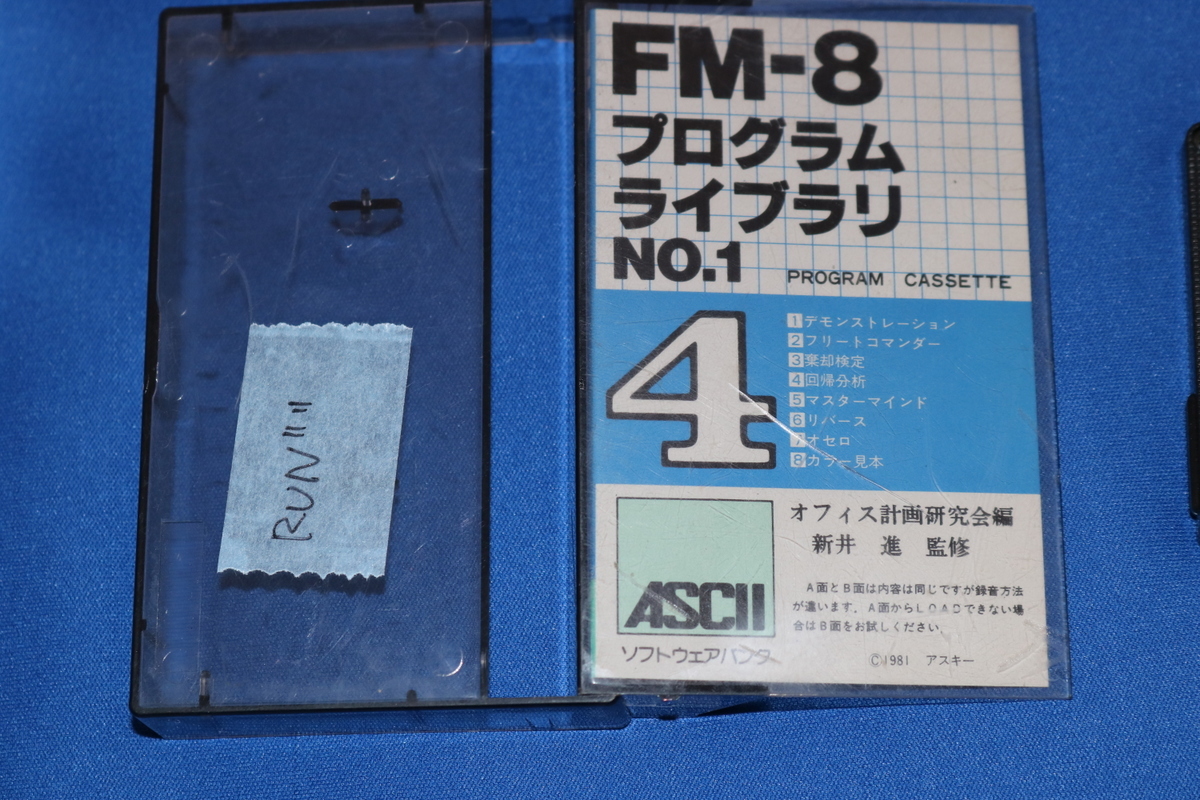 RUN""
FM-8
プログラム
ライブラリ
NO.1
PROGRAM CASSETTE
4
1 デモンストレーション
2 フリートコマンダー
3 棄却検定
4 回帰分析
5 マスターマインド
6 リバース
7 オセロ
8 カラー見本
ASCII
ソフトウェアバンク
オフィス計画研究会編
新井 進 監修
A面とB面は内容は同じですが録音方法
が違います。A面からLOADできない場
合はB面をお試しください。
©1981 アスキー